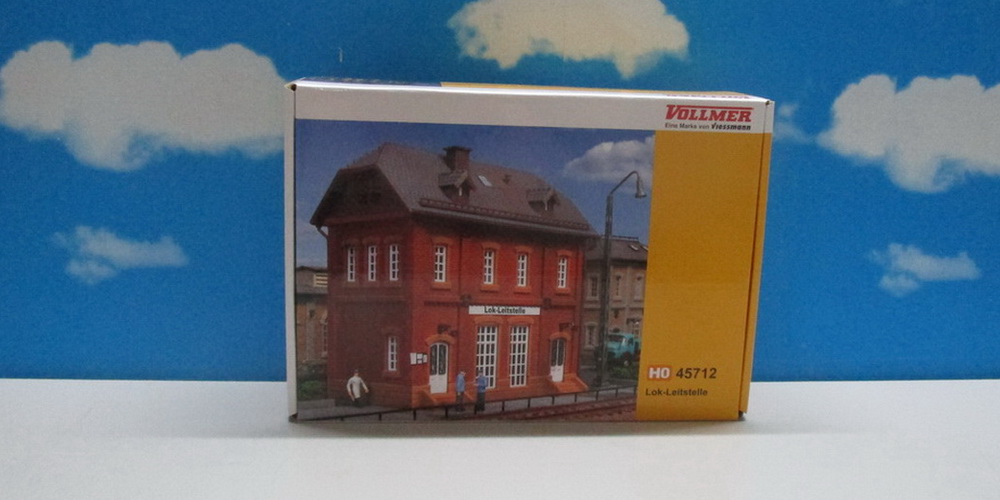 VOLLMER
Eine Marke von Viessmann
Lok-Leitstelle
H0 45712
Lok-Leitstelle